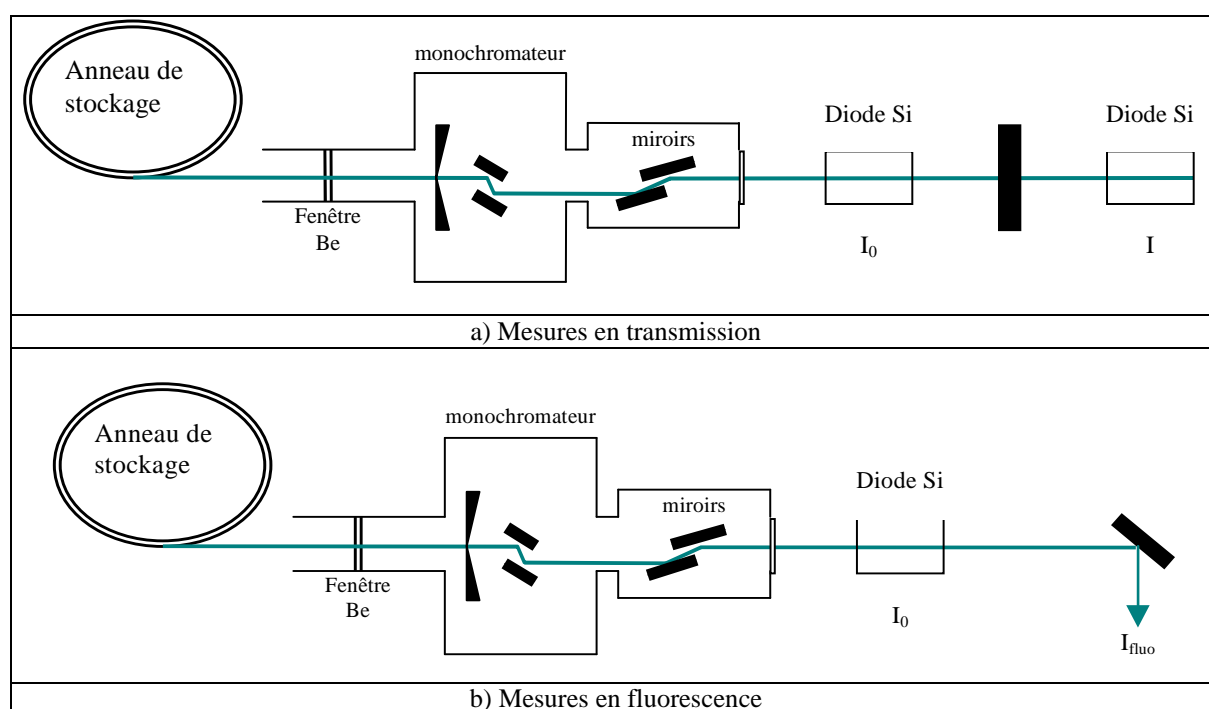 Anneau de
stockage
monochromateur
miroirs
Diode Si
Diode Si
Fenêtre
Be
I₀
I
a) Mesures en transmission
Anneau de
stockage
monochromateur
miroirs
Diode Si
Fenêtre
Be
I₀
Ifluo
b) Mesures en fluorescence